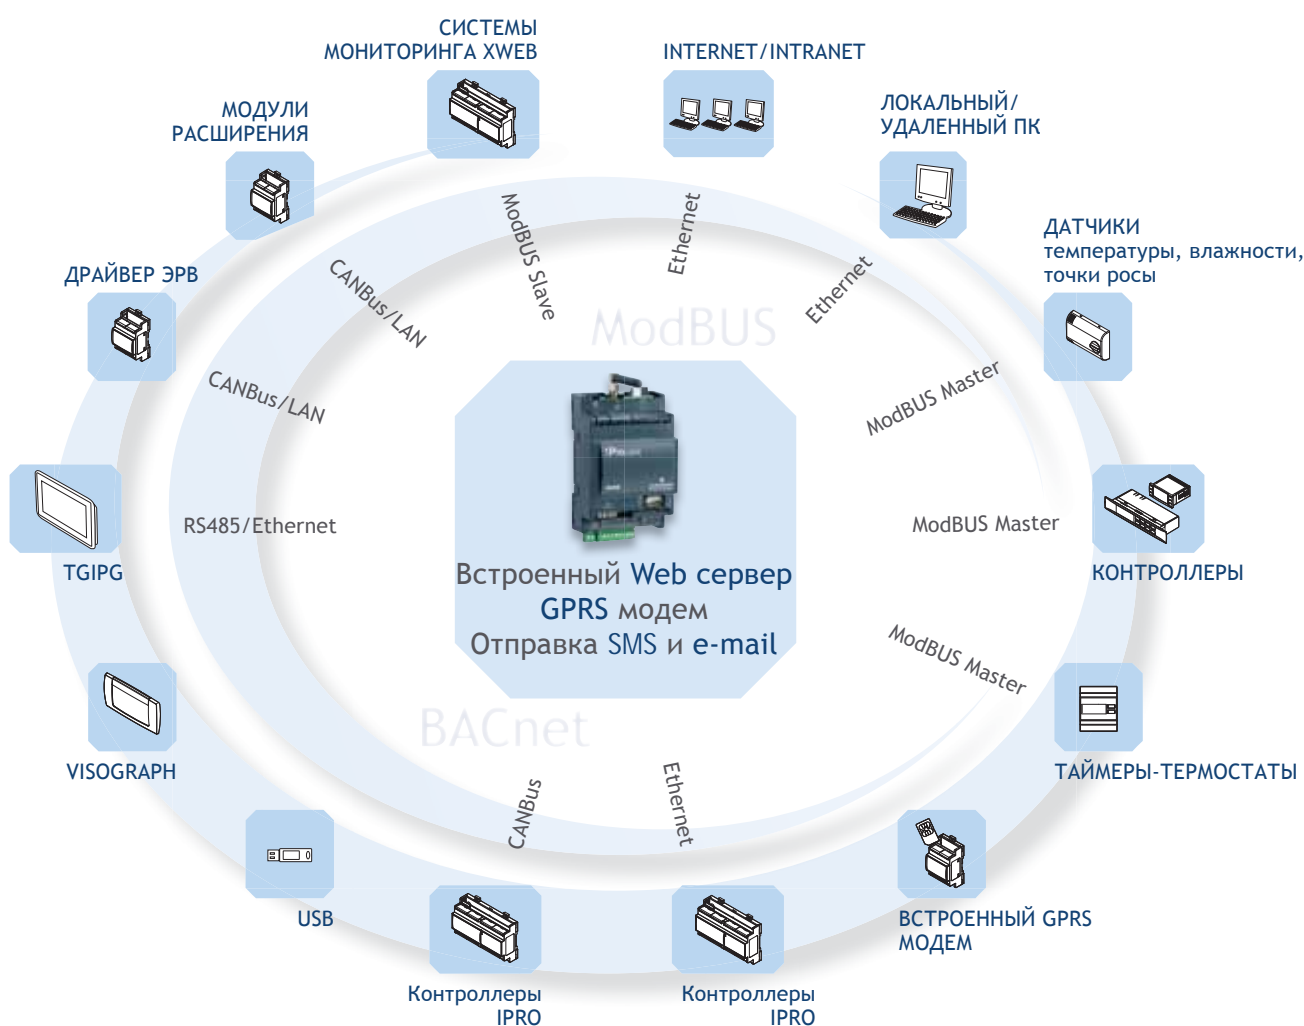 СИСТЕМЫ
МОНИТОРИНГА XWEB
INTERNET/INTRANET
ЛОКАЛЬНЫЙ/
УДАЛЕННЫЙ ПК
МОДУЛИ
РАСШИРЕНИЯ
ДАТЧИКИ
температуры, влажности,
точки росы
ДРАЙВЕР ЭРВ
ModBUS Slave
Ethernet
Ethernet
CANBus/LAN
ModBUS
CANBus/LAN
ModBUS Master
RS485/Ethernet
ModBUS Master
TGIPG
КОНТРОЛЛЕРЫ
Встроенный Web сервер
GPRS модем
Отправка SMS и e-mail
ModBUS Master
BACnet
VISOGRAPH
ТАЙМЕРЫ-ТЕРМОСТАТЫ
CANBus
Ethernet
USB
ВСТРОЕННЫЙ GPRS
МОДЕМ
Контроллеры
IPRO
Контроллеры
IPRO